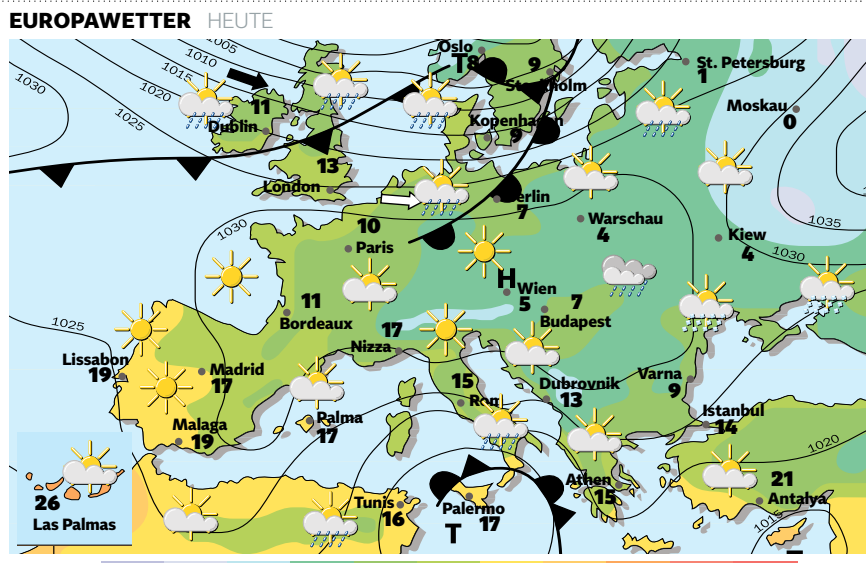 EUROPAWETTER HEUTE
1005
1010
1015
1020
1025
1030
Oslo
T8
9
Stockholm
St. Petersburg
1
Moskau
0
11
Dublin
Kopenhagen
9
13
London
Berlin
7
Warschau
4
1035
1030
10
Paris
Kiew
4
1030
H
Wien
5
7
Budapest
11
Bordeaux
17
Nizza
1025
Lissabon
19
Madrid
17
15
Rom
Dubrovnik
13
Varna
9
Malaga
19
Palma
17
Istanbul
14
1020
26
Las Palmas
Tunis
16
Palermo
17
T
Athen
15
21
Antalya
1015